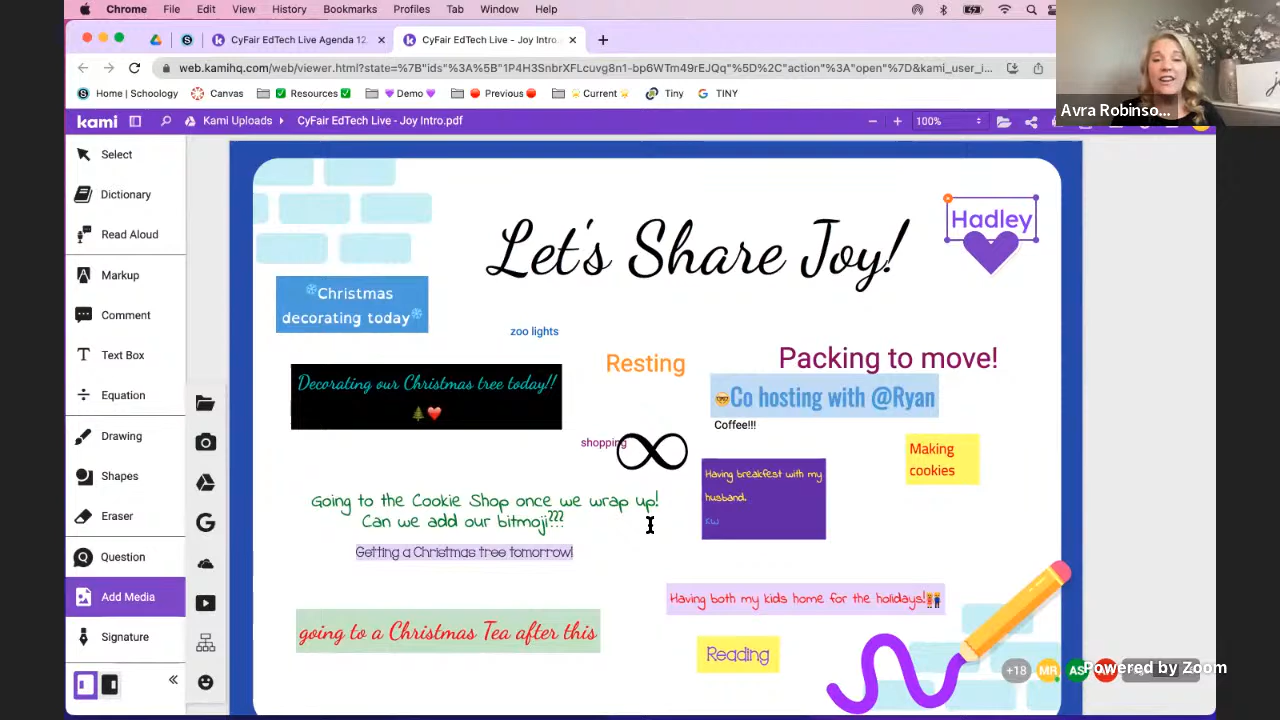 Chrome File Edit View History Bookmarks Profiles Tab Window Help
CyFair EdTech Live Agenda 12
CyFair EdTech Live - Joy Intro.
web.kamihq.com/web/viewer.html?state=%7B"ids"%5B"1P4H3SnbrXFLcuvg8n1-bp6WTm49rEJQq"%5D%2C"action"%3A"open"%7D&kami_user_i...
Home | Schoology Canvas Resources Demo Previous Current Tiny TINY
Avra Robinso...
kami Kami Uploads CyFair EdTech Live - Joy Intro.pdf 100%
Select
Dictionary
Read Aloud
Markup
Comment
Text Box
Equation
Drawing
Shapes
Eraser
Question
Add Media
Signature
Let's Share Joy!
Hadley
Christmas
decorating today
zoo lights
Resting
Packing to move!
Decorating our Christmas tree today!!
Co hosting with @Ryan
Coffee!!!
shopping
Making
cookies
Having breakfest with my
husband.
F.W
Going to the Cookie Shop once we wrap up!
Can we add our bitmoji???
Getting a Christmas tree tomorrow!
Having both my kids home for the holidays!
going to a Christmas Tea after this
Reading
+18 MR AS
Powered by Zoom